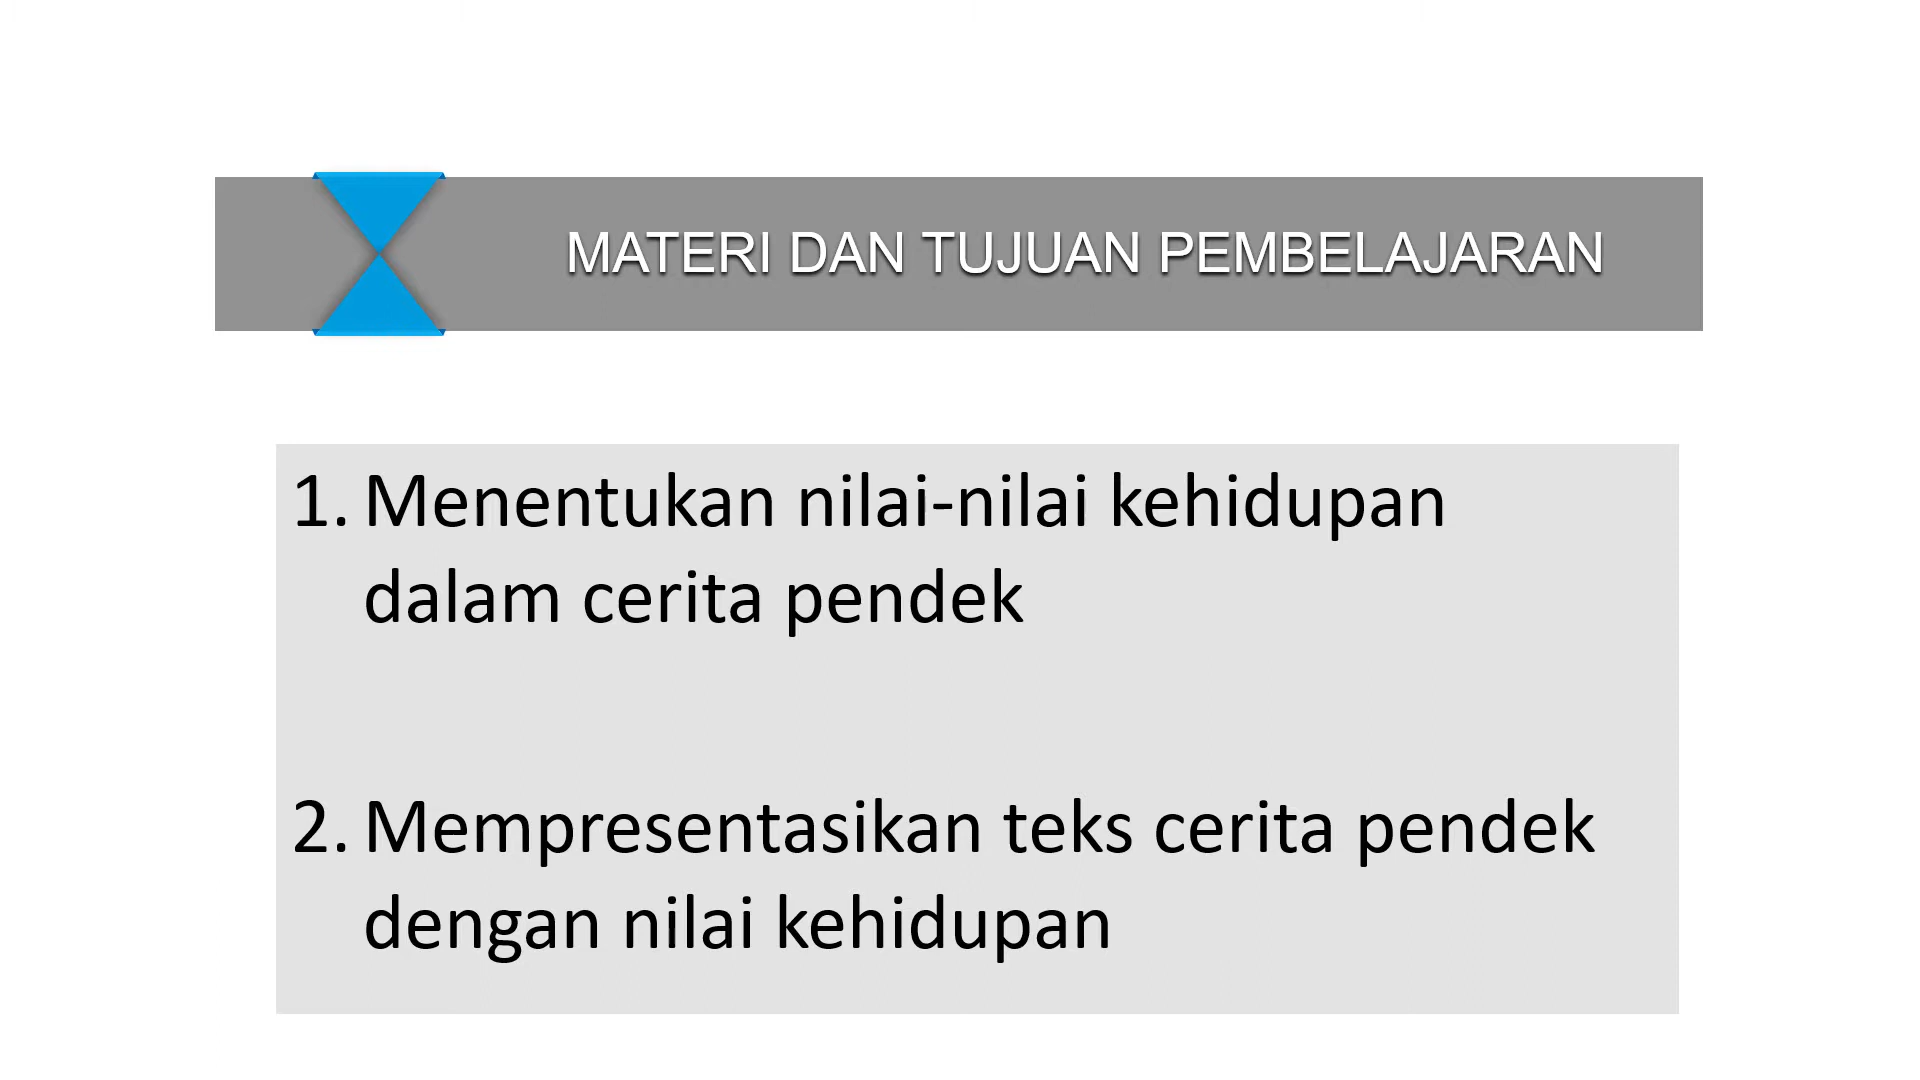 MATERI DAN TUJUAN PEMBELAJARAN
1. Menentukan nilai-nilai kehidupan
dalam cerita pendek
2. Mempresentasikan teks cerita pendek
dengan nilai kehidupan